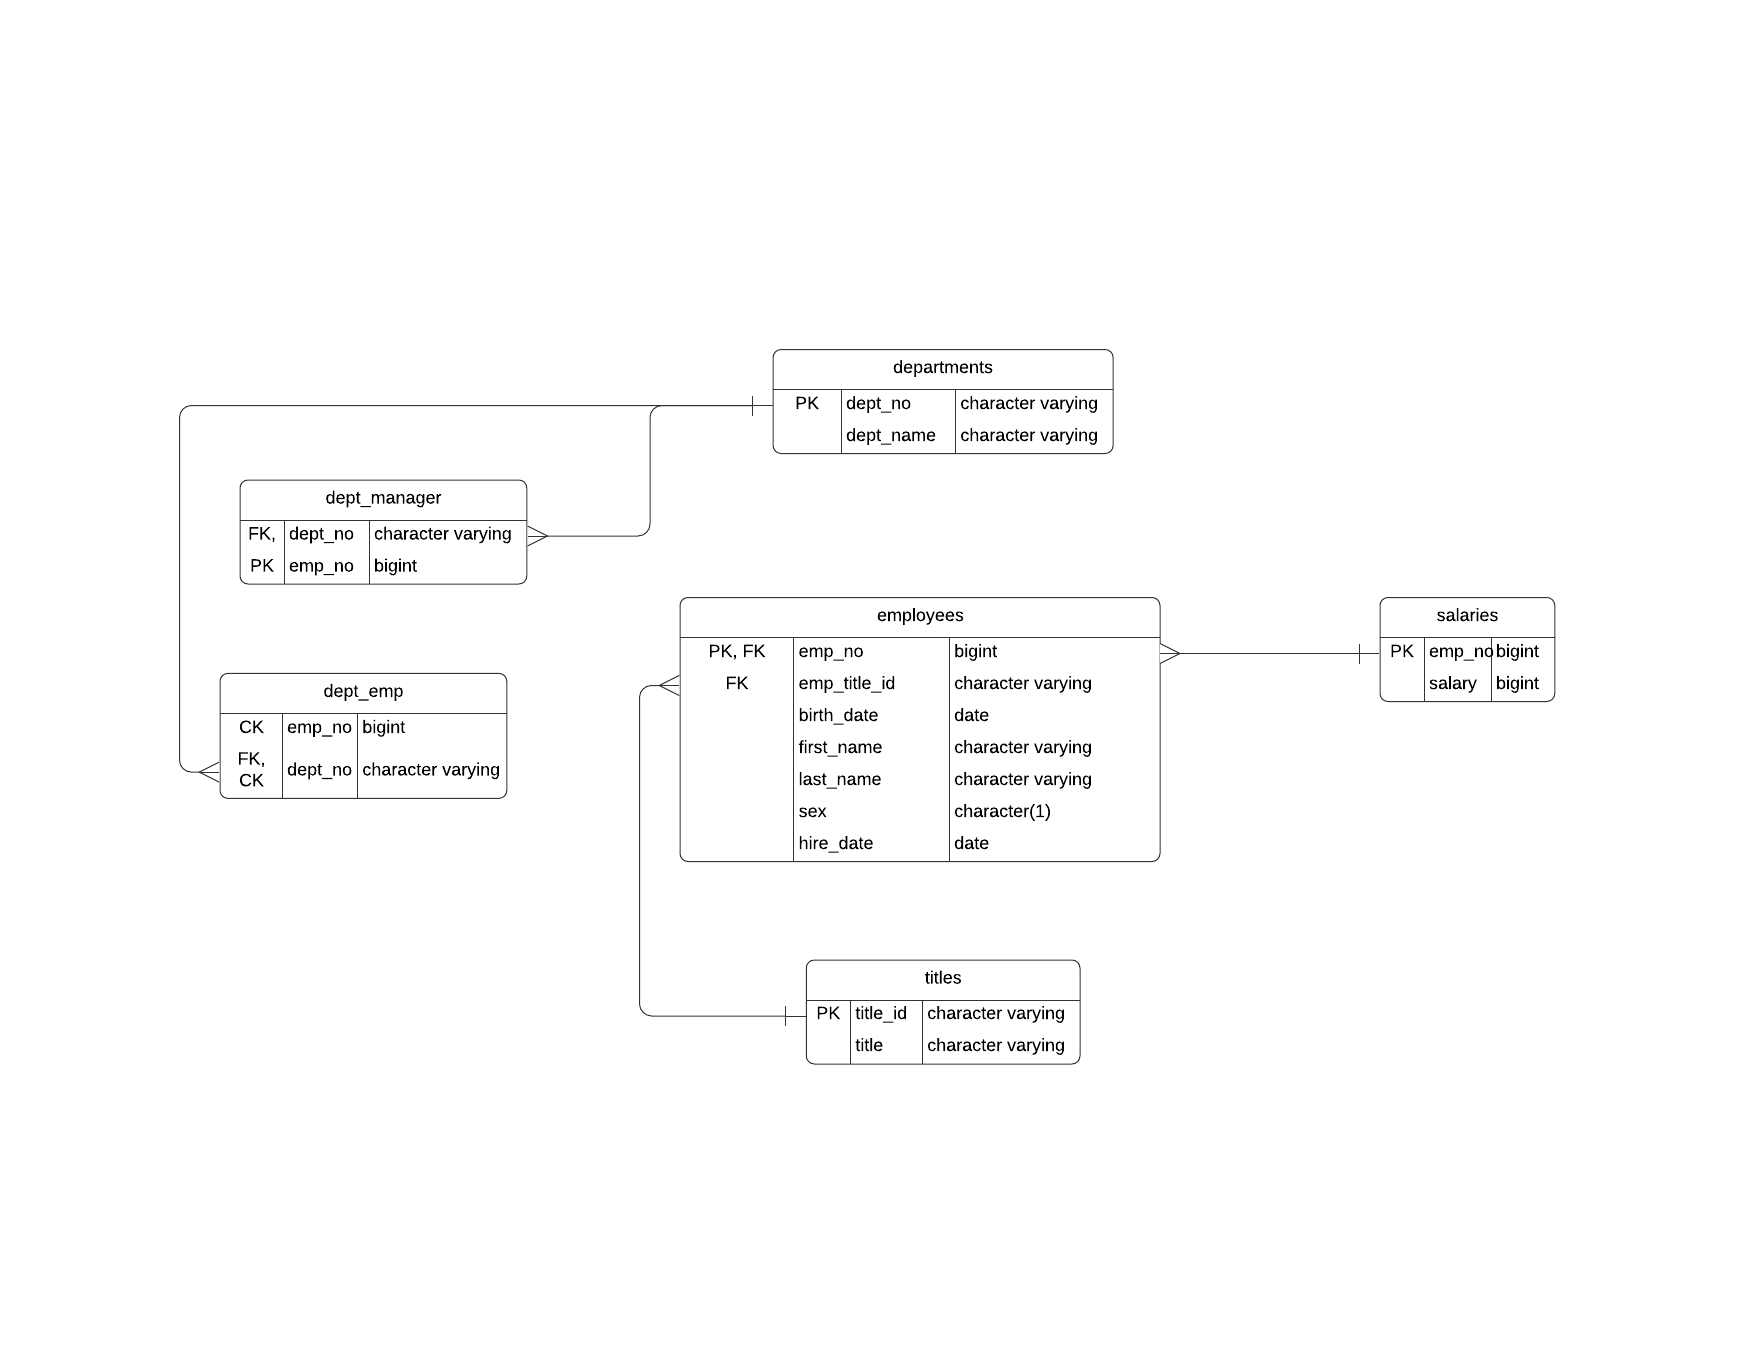 departments
PK dept_no character varying
dept_name character varying
dept_manager
FK, dept_no character varying
PK emp_no bigint
employees
PK, FK emp_no bigint
FK emp_title_id character varying
birth_date date
first_name character varying
last_name character varying
sex character(1)
hire_date date
salaries
PK emp_no bigint
salary bigint
dept_emp
CK emp_no bigint
FK,
CK dept_no character varying
titles
PK title_id character varying
title character varying